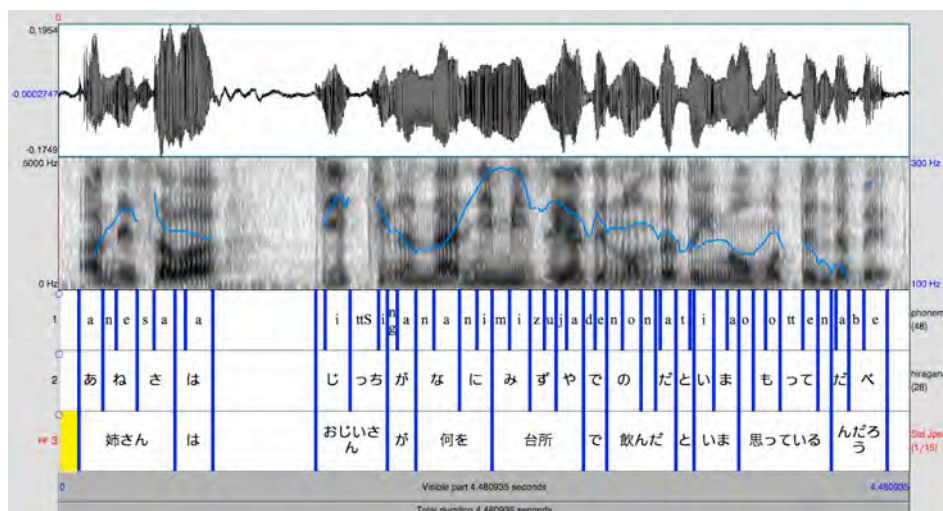 0
0.1954
-0.0002747
-0.1749
5000 Hz 300 Hz
0 Hz 100 Hz
1 a n e s a a i ttS i ng a n a n i m i z u j a d e n o n a t i a o o tt e n a b e phonem (48)
2 あ ね さ は じ っち が な に み ず や で の だ と い ま も って だ べ hiragana (28)
3 姉さん は おじいさん が 何を 台所 で 飲んだ と いま 思っている んだろう Std Jpse (1/15)
0 Visible part 4.480935 seconds 4.480935
Total duration 4.480935 seconds